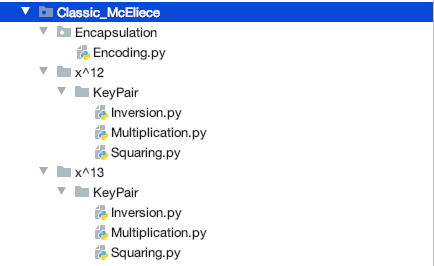 Classic_McEliece
Encapsulation
Encoding.py
x^12
KeyPair
Inversion.py
Multiplication.py
Squaring.py
x^13
KeyPair
Inversion.py
Multiplication.py
Squaring.py